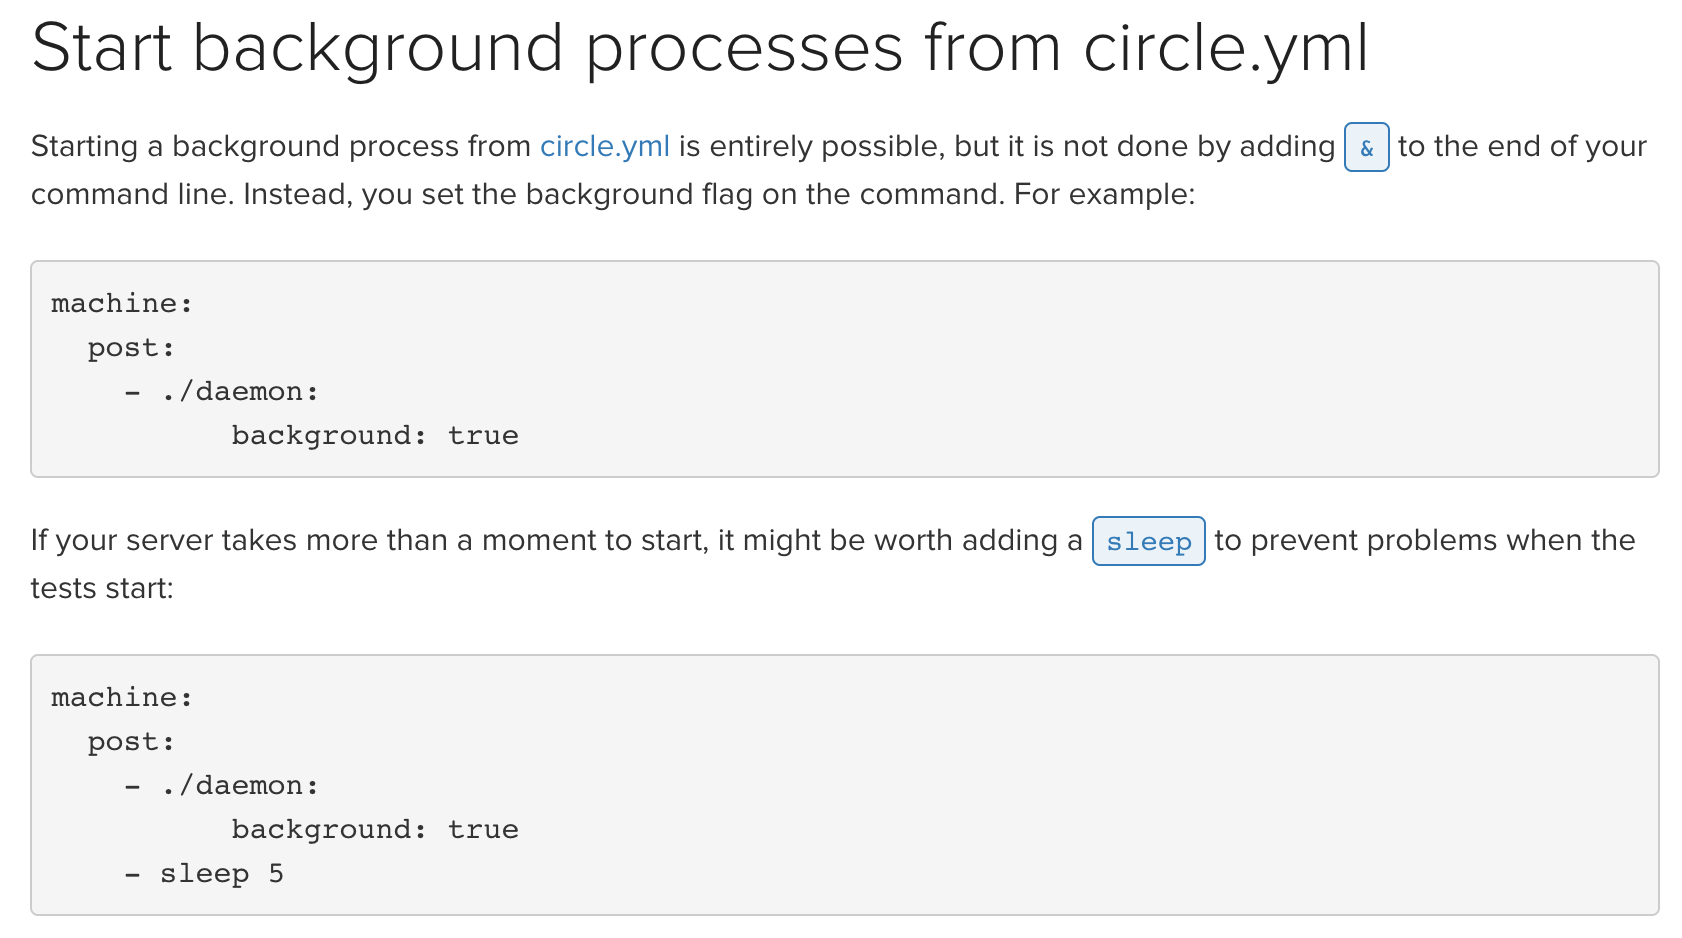 Start background processes from circle.yml
Starting a background process from circle.yml is entirely possible, but it is not done by adding & to the end of your
command line. Instead, you set the background flag on the command. For example:
machine:
  post:
    - ./daemon:
          background: true
If your server takes more than a moment to start, it might be worth adding a sleep to prevent problems when the
tests start:
machine:
  post:
    - ./daemon:
          background: true
    - sleep 5